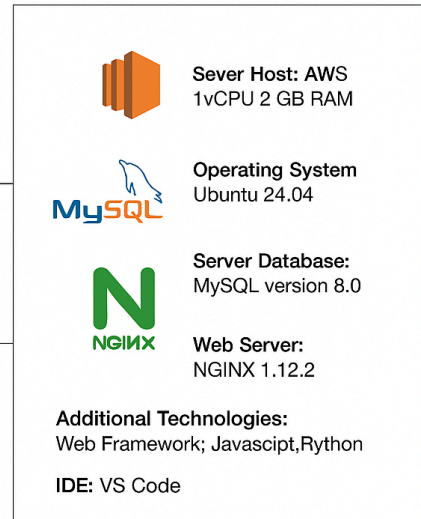 Sever Host: AWS
1vCPU 2 GB RAM
MySQL
Operating System
Ubuntu 24.04
Server Database:
MySQL version 8.0
NGINX
Web Server:
NGINX 1.12.2
Additional Technologies:
Web Framework; Javascipt,Rython
IDE: VS Code